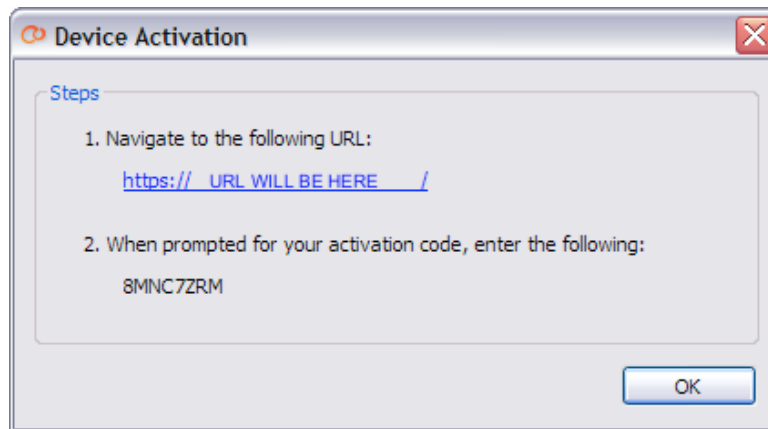 Device Activation
Steps
1. Navigate to the following URL:
https:// URL WILL BE HERE /
2. When prompted for your activation code, enter the following:
8MNC7ZRM
OK